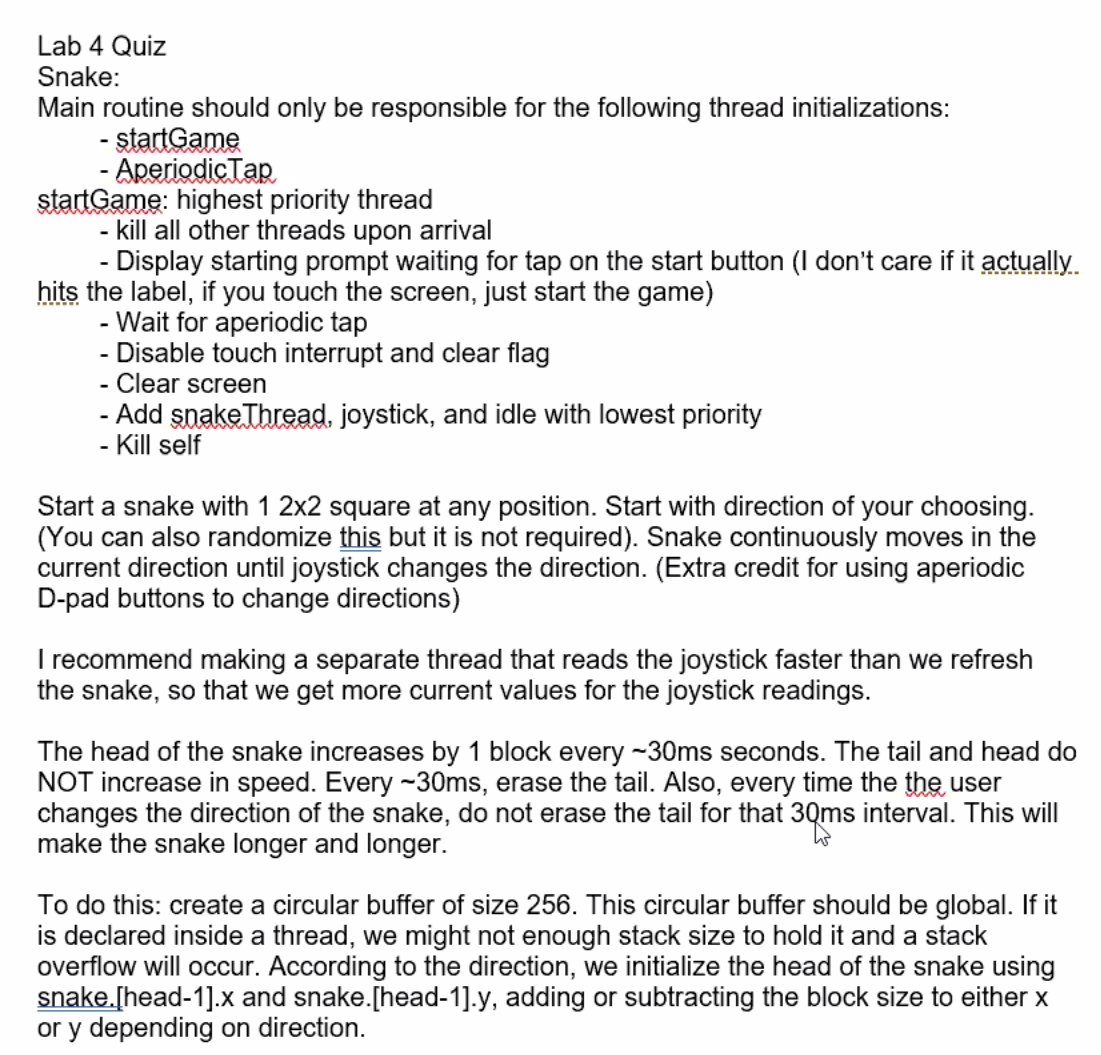 Lab 4 Quiz
Snake:
Main routine should only be responsible for the following thread initializations:
- startGame
- AperiodicTap
startGame: highest priority thread
- kill all other threads upon arrival
- Display starting prompt waiting for tap on the start button (I don't care if it actually
hits the label, if you touch the screen, just start the game)
- Wait for aperiodic tap
- Disable touch interrupt and clear flag
- Clear screen
- Add snakeThread, joystick, and idle with lowest priority
- Kill self
Start a snake with 1 2x2 square at any position. Start with direction of your choosing.
(You can also randomize this but it is not required). Snake continuously moves in the
current direction until joystick changes the direction. (Extra credit for using aperiodic
D-pad buttons to change directions)
I recommend making a separate thread that reads the joystick faster than we refresh
the snake, so that we get more current values for the joystick readings.
The head of the snake increases by 1 block every ~30ms seconds. The tail and head do
NOT increase in speed. Every ~30ms, erase the tail. Also, every time the the user
changes the direction of the snake, do not erase the tail for that 30ms interval. This will
make the snake longer and longer.
To do this: create a circular buffer of size 256. This circular buffer should be global. If it
is declared inside a thread, we might not enough stack size to hold it and a stack
overflow will occur. According to the direction, we initialize the head of the snake using
snake.[head-1].x and snake.[head-1].y, adding or subtracting the block size to either x
or y depending on direction.